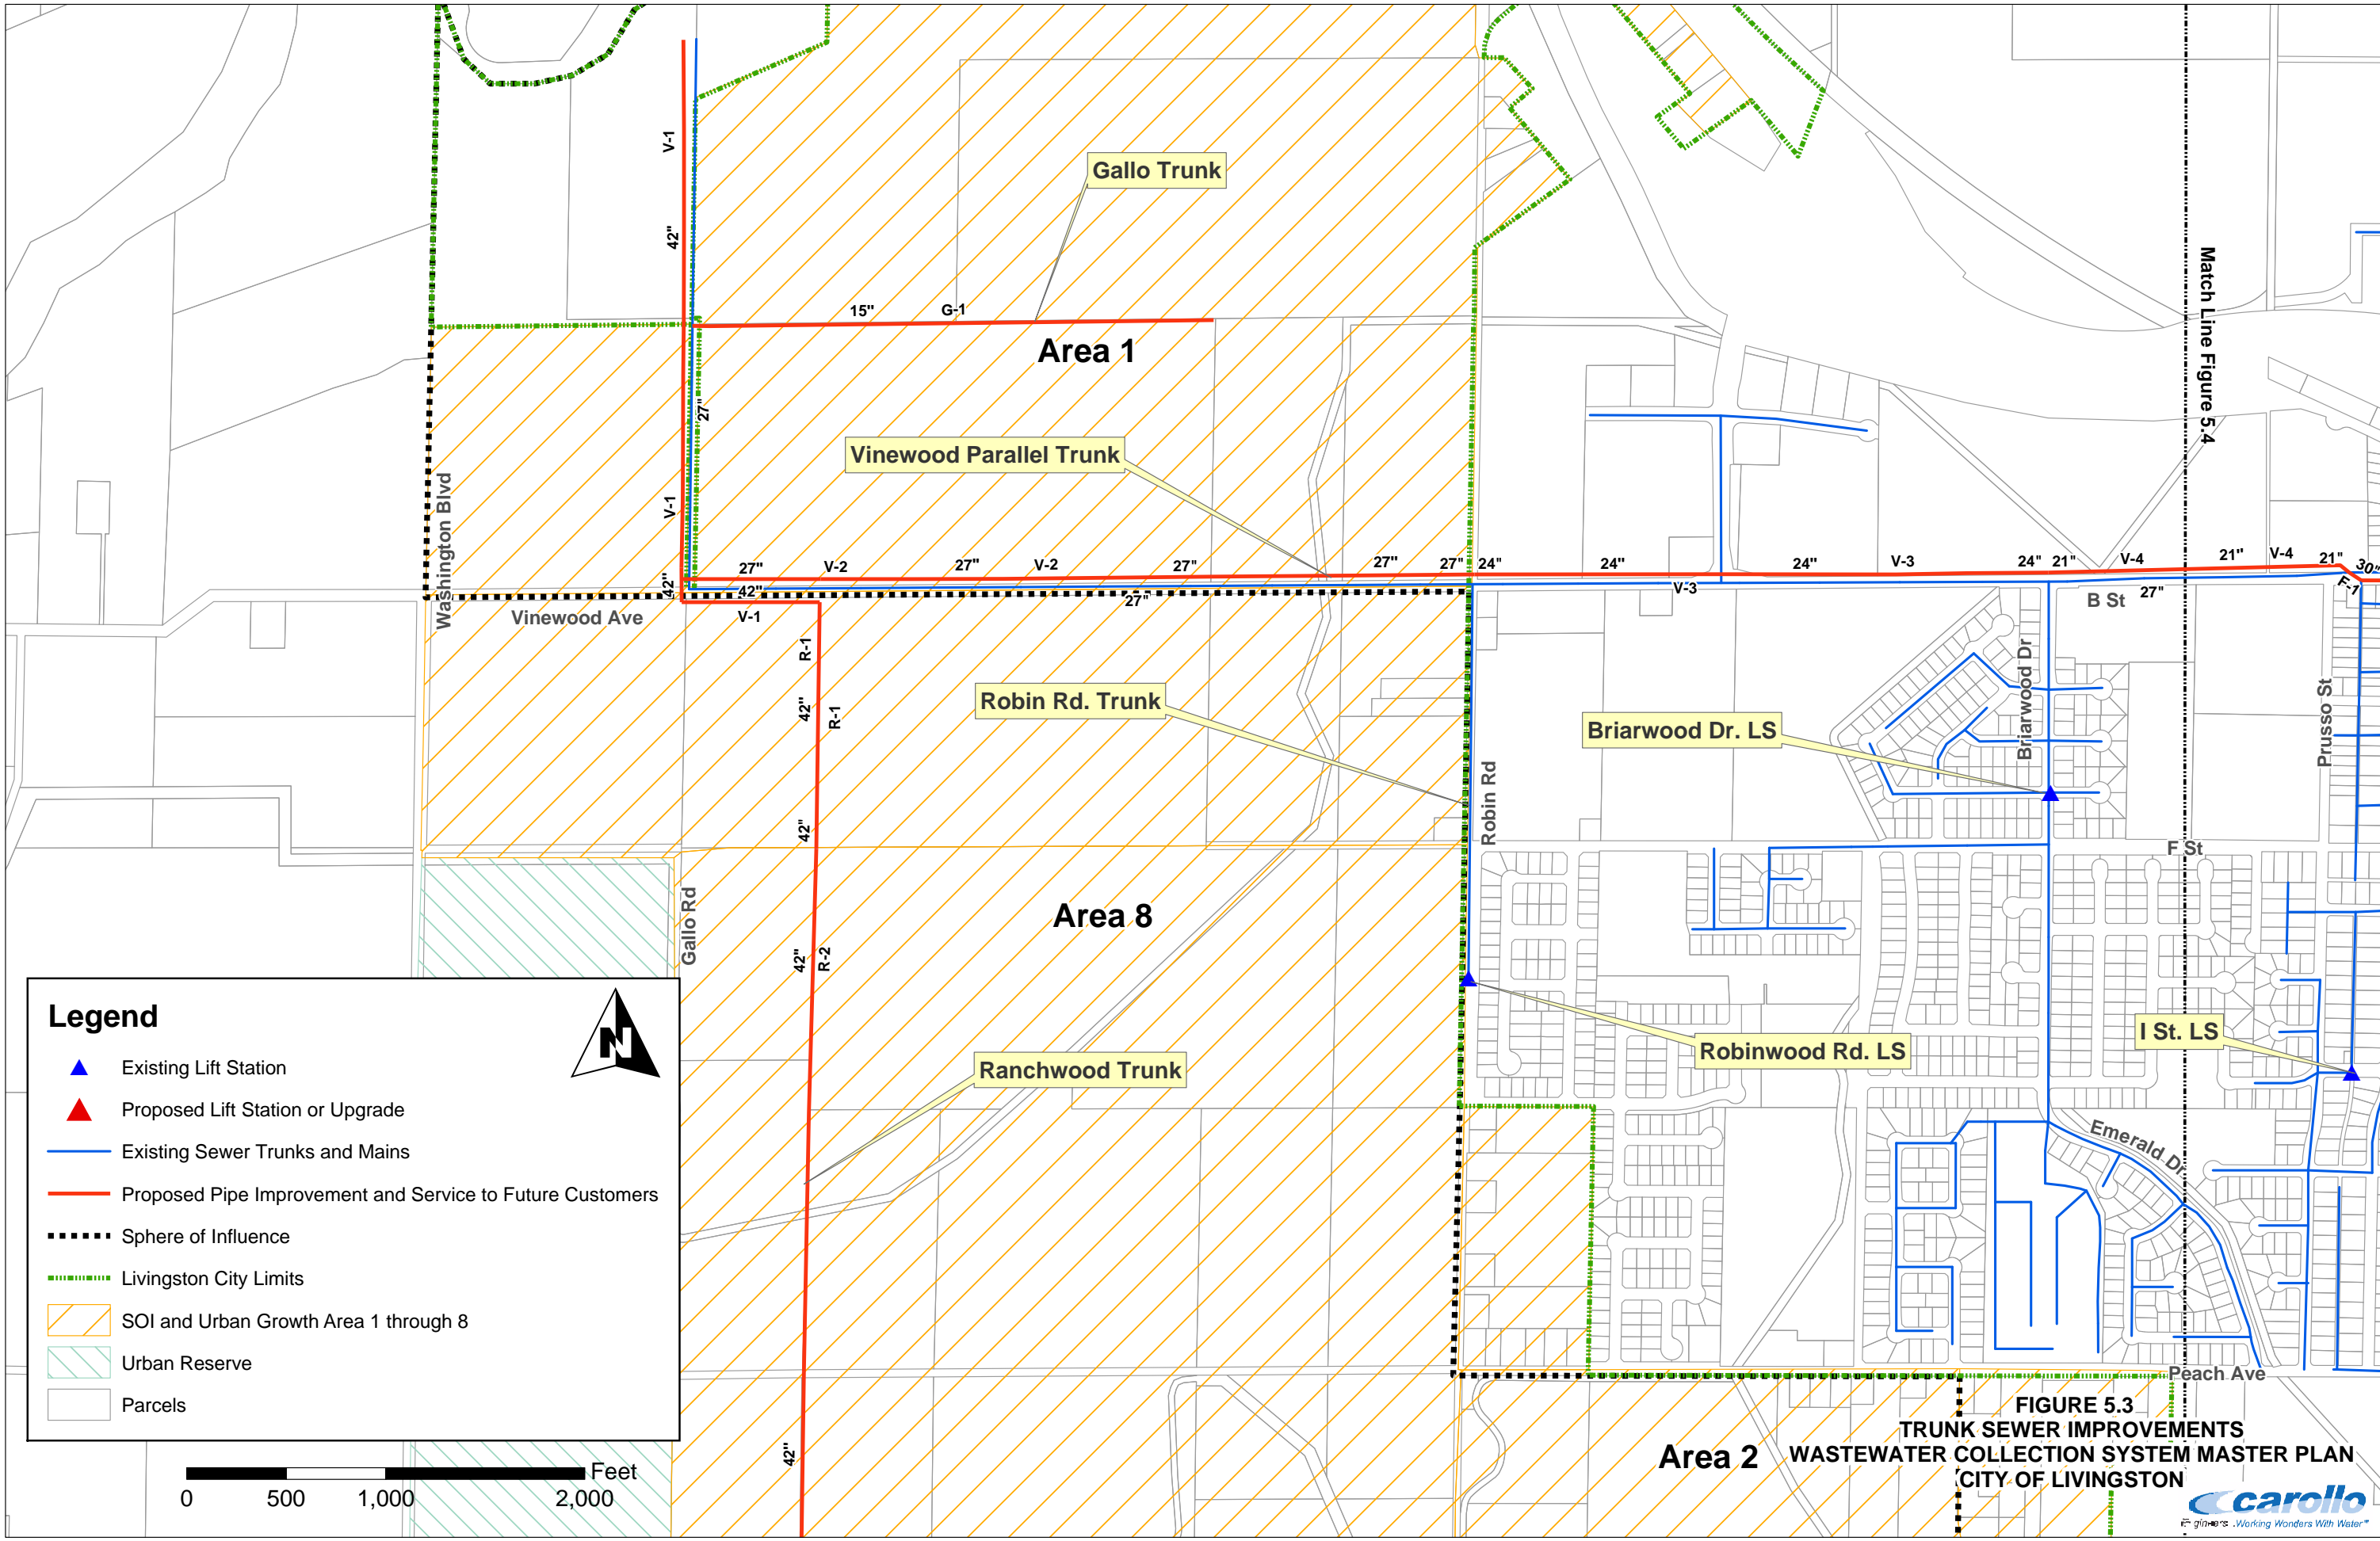 V-1
42"
Gallo Trunk
15"
G-1
Area 1
27"
Vinewood Parallel Trunk
V-1
Washington Blvd
Match Line Figure 5.4
42"
27"
V-2
27"
V-2
27"
27"
27"
24"
24"
24"
V-3
24"
21"
V-4
21"
V-4
21"
30"
F-1
42"
V-1
Vinewood Ave
27"
V-3
27"
B St
R-1
42"
R-1
Robin Rd. Trunk
Briarwood Dr. LS
Briarwood Dr
Prusso St
Robin Rd
42"
F St
Gallo Rd
Area 8
42"
R-2
Ranchwood Trunk
Robinwood Rd. LS
I St. LS
Emerald Dr
Peach Ave
42"
Area 2
Legend
N
Existing Lift Station
Proposed Lift Station or Upgrade
Existing Sewer Trunks and Mains
Proposed Pipe Improvement and Service to Future Customers
Sphere of Influence
Livingston City Limits
SOI and Urban Growth Area 1 through 8
Urban Reserve
Parcels
Feet
0 500 1,000 2,000
FIGURE 5.3
TRUNK SEWER IMPROVEMENTS
WASTEWATER COLLECTION SYSTEM MASTER PLAN
CITY OF LIVINGSTON
carollo
Working Wonders With Water